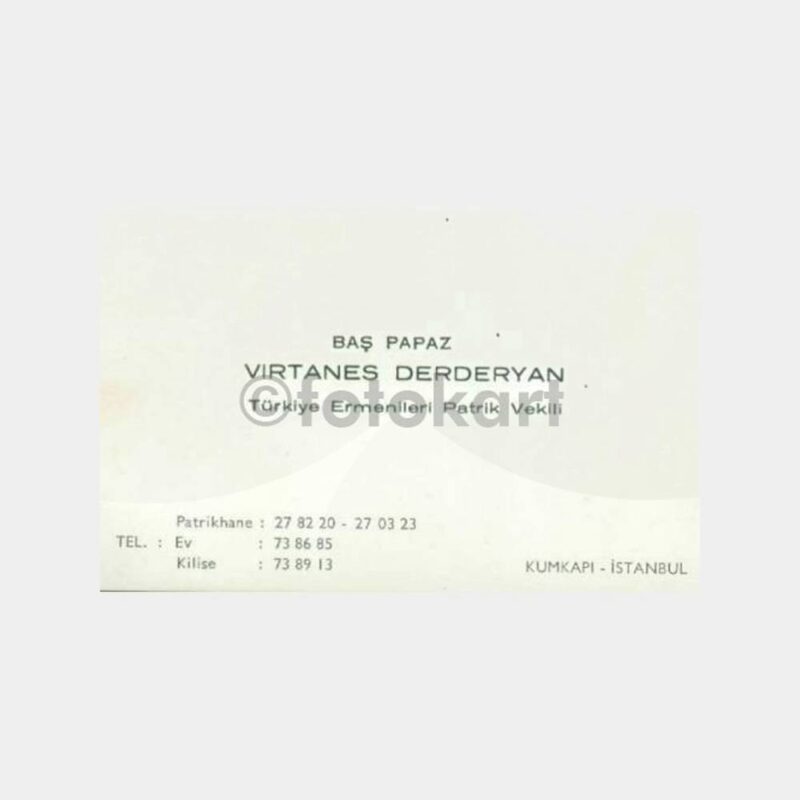 BAŞ PAPAZ
VIRTANES DERDERYAN
Türkiye Ermenileri Patrik Vekili
©fotokart
Patrikhane : 27 82 20 - 27 03 23
TEL. : Ev : 73 86 85
Kilise : 73 89 13
KUMKAPI - İSTANBUL